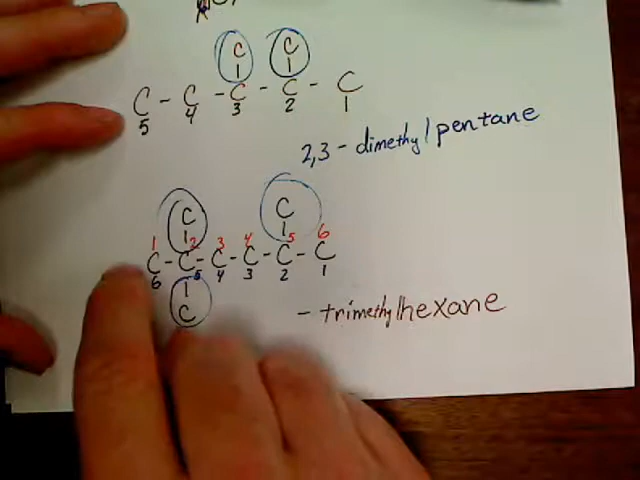 C C
C - C - C - C - C
5 4 3 2 1
2,3 - dimethylpentane
C C
1 2 3 4 5 6
C - C - C - C - C - C
6 5 4 3 2 1
C
- trimethylhexane